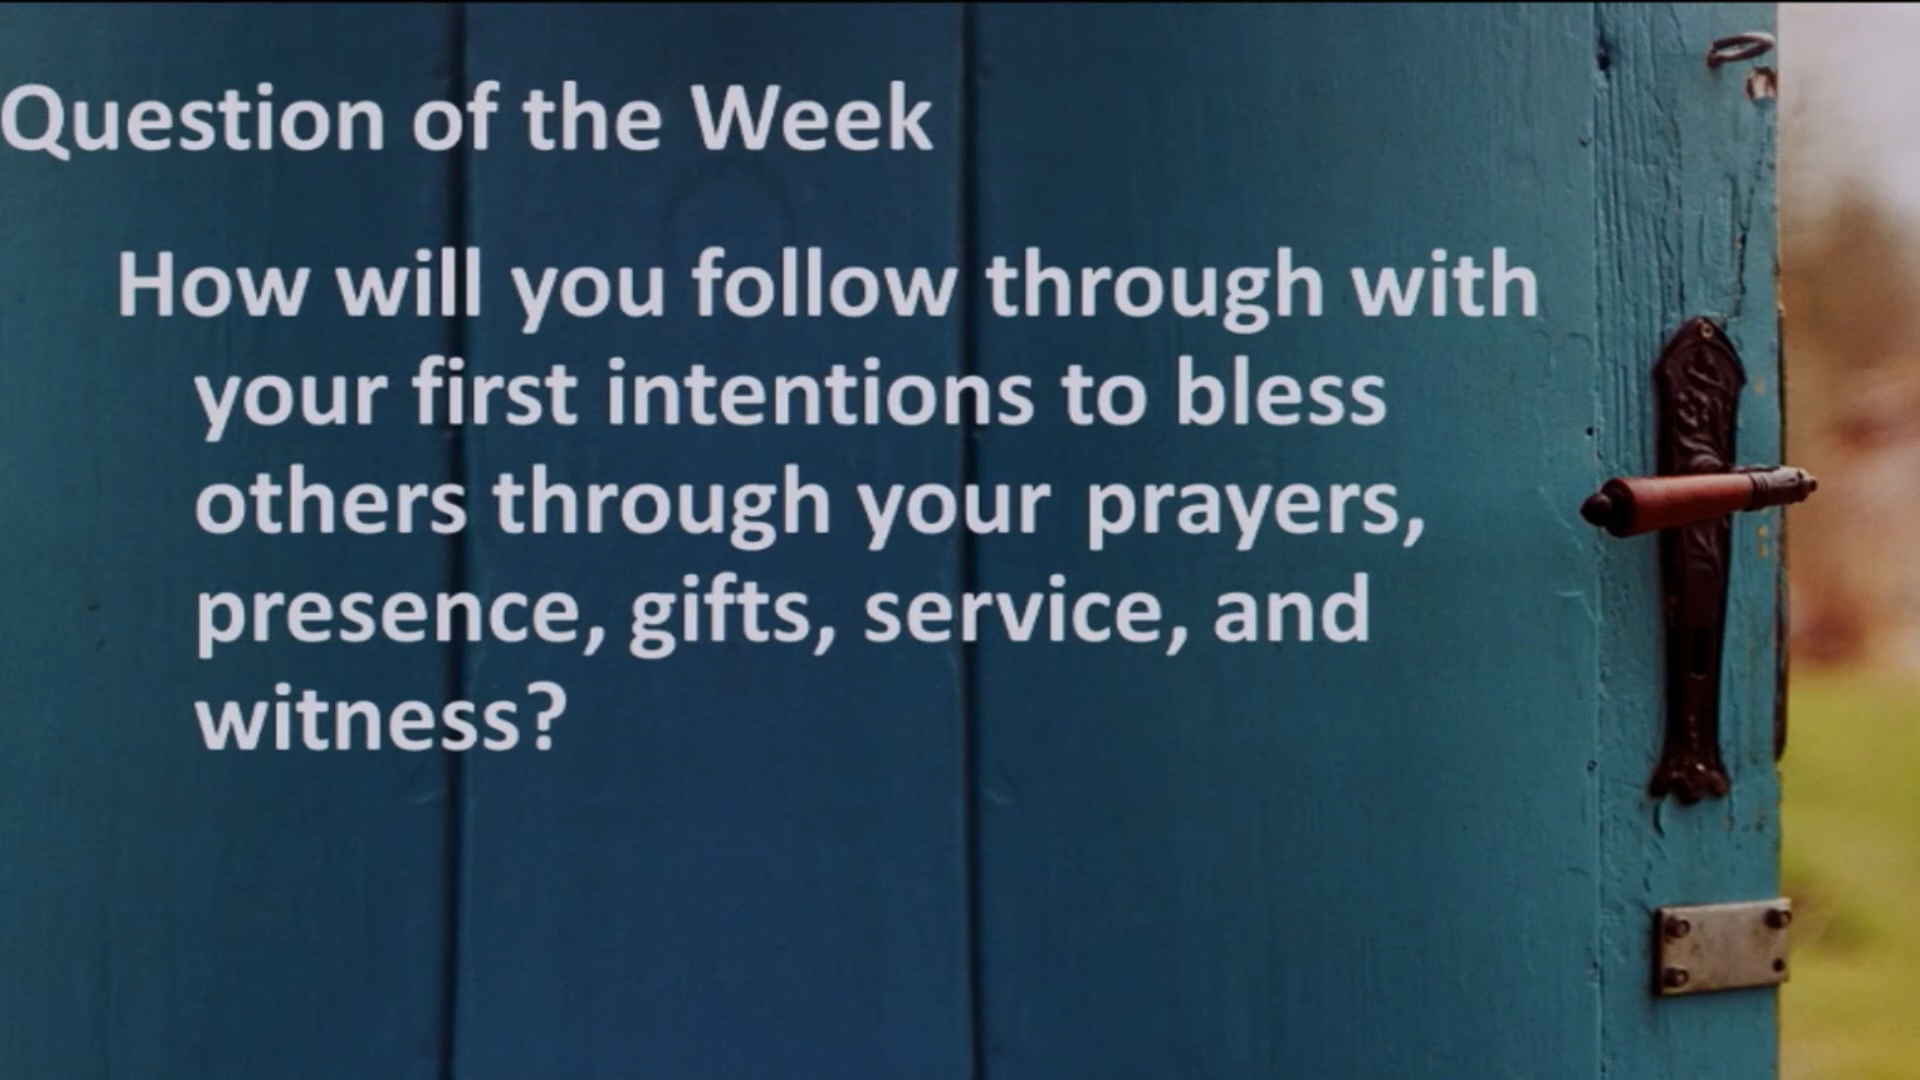 Question of the Week
How will you follow through with
your first intentions to bless
others through your prayers,
presence, gifts, service, and
witness?